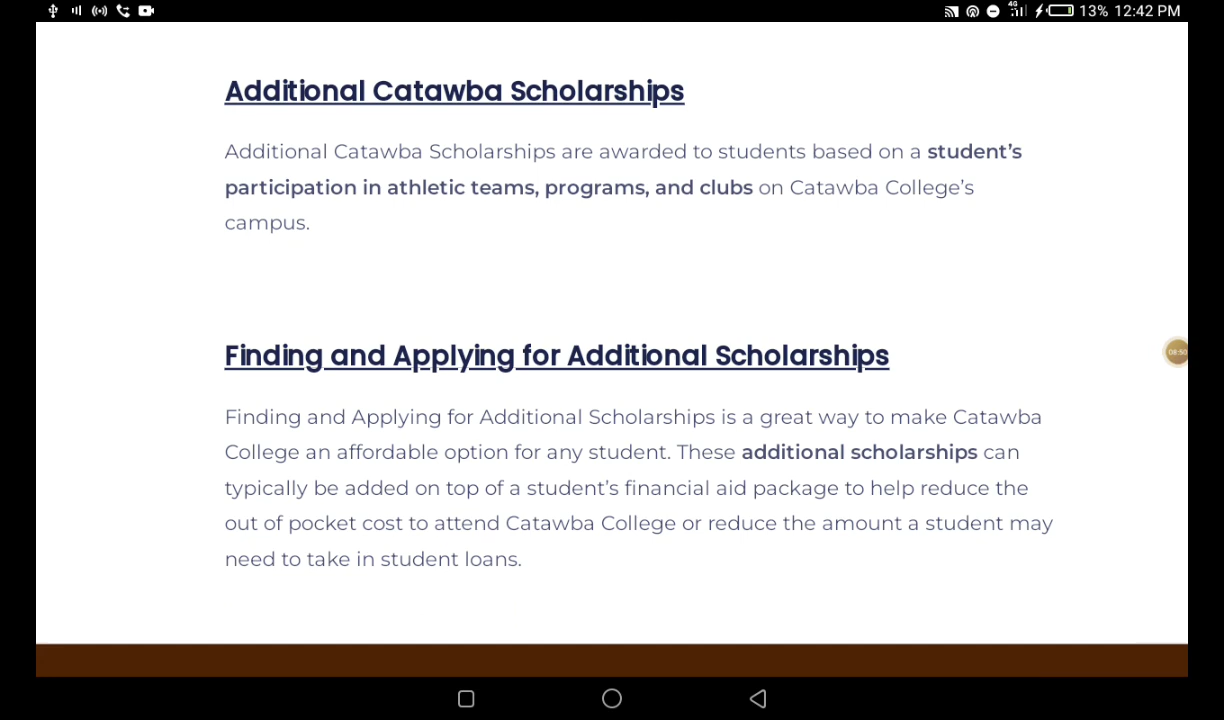 4G
13% 12:42 PM
Additional Catawba Scholarships
Additional Catawba Scholarships are awarded to students based on a student’s
participation in athletic teams, programs, and clubs on Catawba College’s
campus.
Finding and Applying for Additional Scholarships
08:50
Finding and Applying for Additional Scholarships is a great way to make Catawba
College an affordable option for any student. These additional scholarships can
typically be added on top of a student’s financial aid package to help reduce the
out of pocket cost to attend Catawba College or reduce the amount a student may
need to take in student loans.